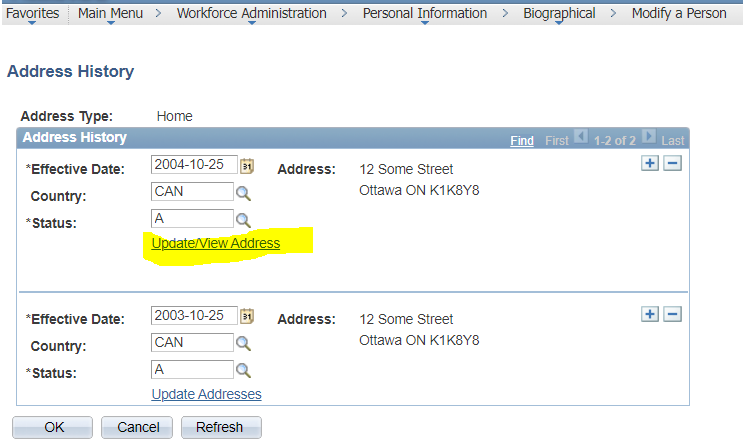 Favorites Main Menu > Workforce Administration > Personal Information > Biographical > Modify a Person
Address History
Address Type: Home
Address History Find First 1-2 of 2 Last
*Effective Date: 2004-10-25 31 Address: 12 Some Street
Country: CAN Ottawa ON K1K8Y8
*Status: A
Update/View Address
*Effective Date: 2003-10-25 31 Address: 12 Some Street
Country: CAN Ottawa ON K1K8Y8
*Status: A
Update Addresses
OK Cancel Refresh